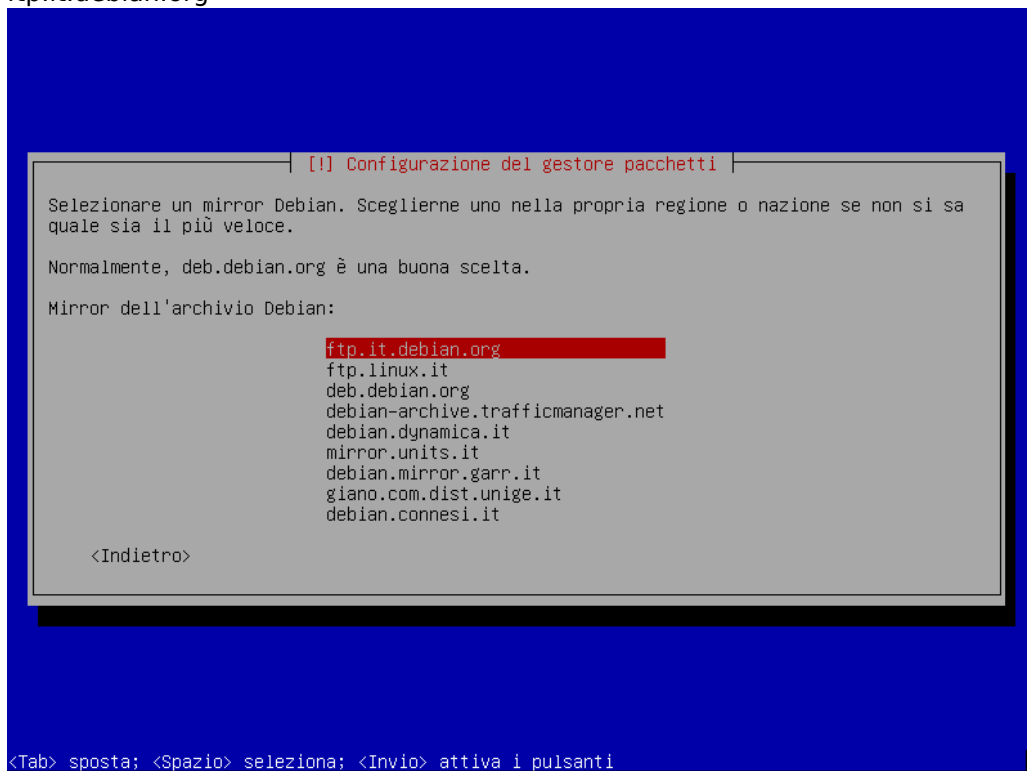 [!] Configurazione del gestore pacchetti
Selezionare un mirror Debian. Sceglierne uno nella propria regione o nazione se non si sa
quale sia il più veloce.
Normalmente, deb.debian.org è una buona scelta.
Mirror dell'archivio Debian:
ftp.it.debian.org
ftp.linux.it
deb.debian.org
debian-archive.trafficmanager.net
debian.dynamica.it
mirror.units.it
debian.mirror.garr.it
giano.com.dist.unige.it
debian.connesi.it
<Indietro>
<Tab> sposta; <Spazio> seleziona; <Invio> attiva i pulsanti